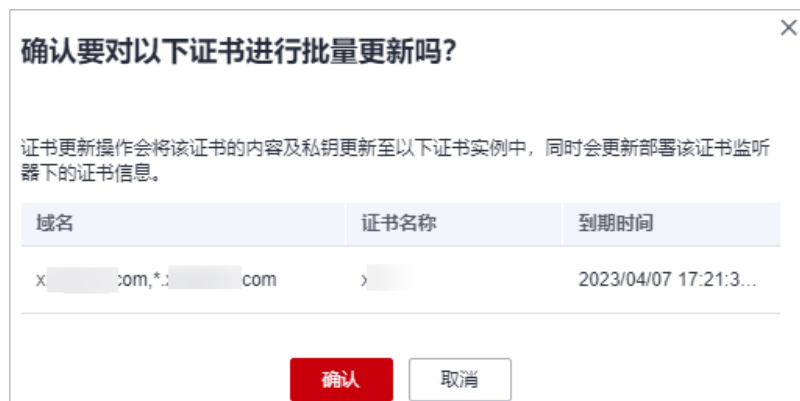 确认要对以下证书进行批量更新吗?
证书更新操作会将该证书的内容及私钥更新至以下证书实例中，同时会更新部署该证书监听
器下的证书信息。
域名 证书名称 到期时间
x com,*. com x 2023/04/07 17:21:3...
确认 取消